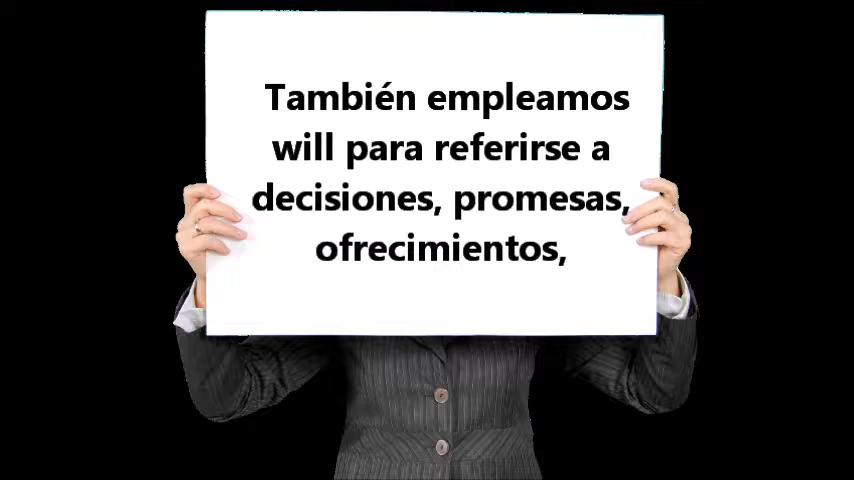 También empleamos
will para referirse a
decisiones, promesas,
ofrecimientos,